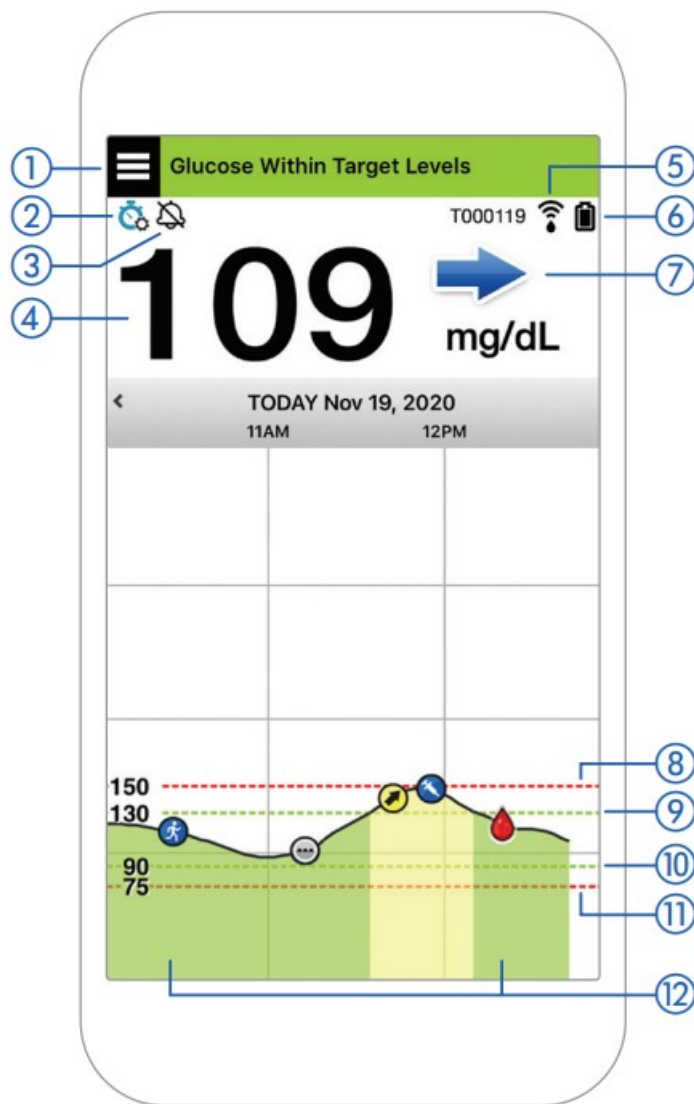 ① Glucose Within Target Levels ⑤
② T000119 ⑥
③
④ 109 ⑦
mg/dL
TODAY Nov 19, 2020
11AM 12PM
⑧
150
130 ⑨
90 ⑩
75
⑪
⑫